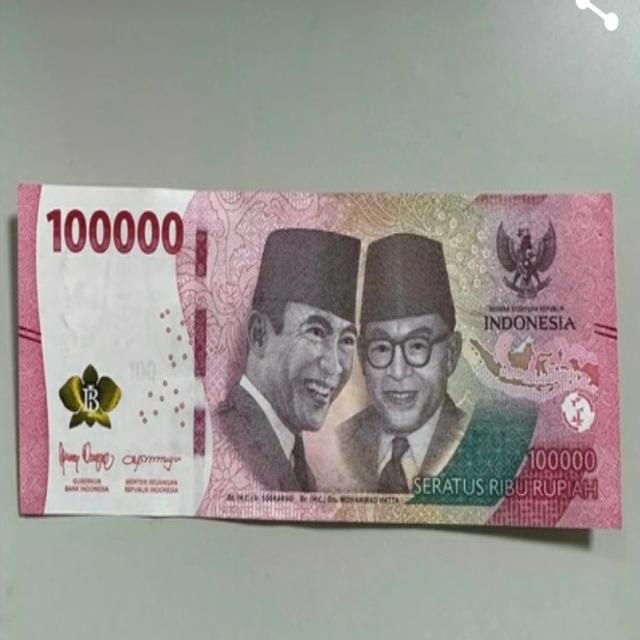 100000
NEGARA KESATUAN REPUBLIK
INDONESIA
100
GUBERNUR
BANK INDONESIA
MENTERI KEUANGAN
REPUBLIK INDONESIA
Dr. (H.C.) Ir. SOEKARNO Dr. (H.C.) Drs. MOHAMMAD HATTA
100000
SERATUS RIBU RUPIAH